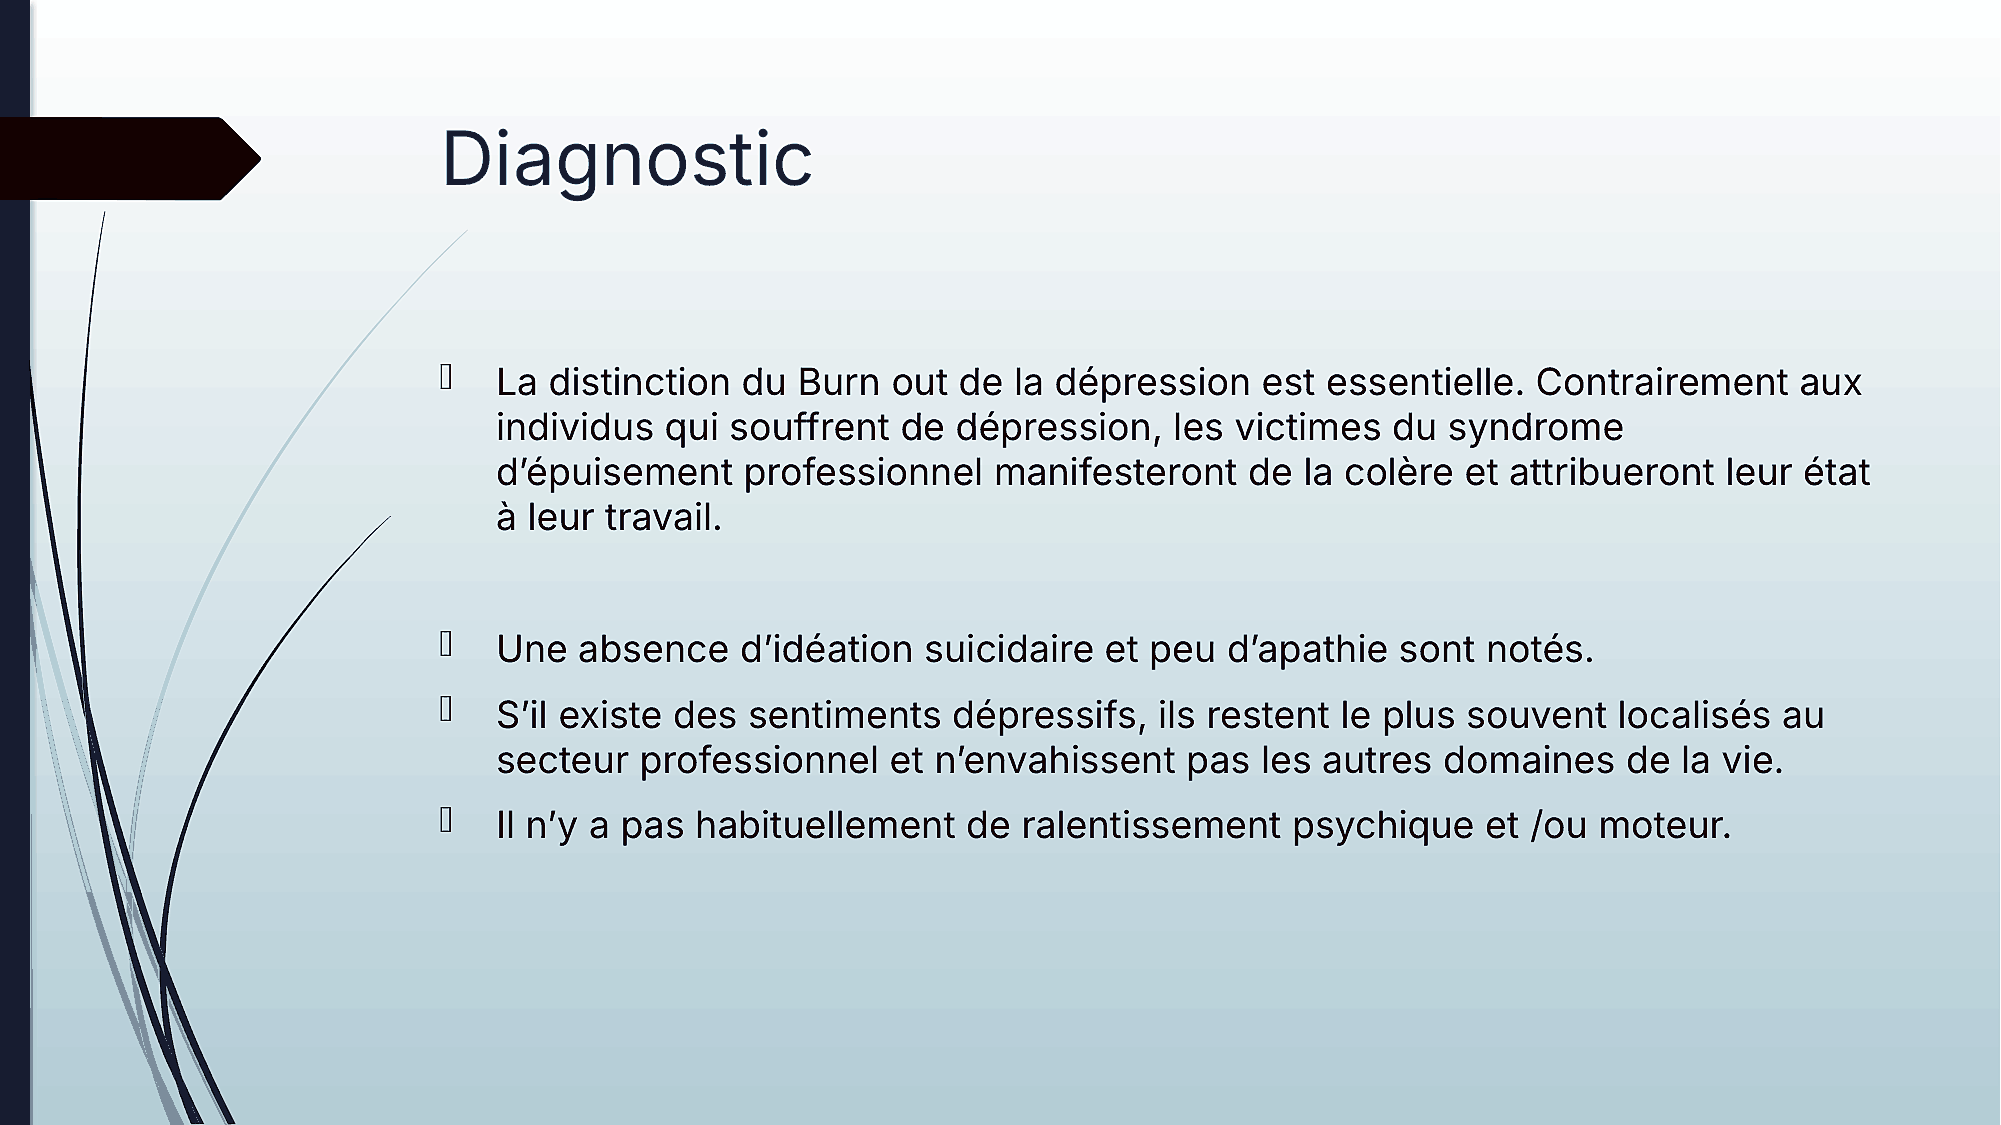 Diagnostic
La distinction du Burn out de la dépression est essentielle. Contrairement aux
individus qui souffrent de dépression, les victimes du syndrome
d’épuisement professionnel manifesteront de la colère et attribueront leur état
à leur travail.
Une absence d’idéation suicidaire et peu d’apathie sont notés.
S’il existe des sentiments dépressifs, ils restent le plus souvent localisés au
secteur professionnel et n’envahissent pas les autres domaines de la vie.
Il n’y a pas habituellement de ralentissement psychique et /ou moteur.